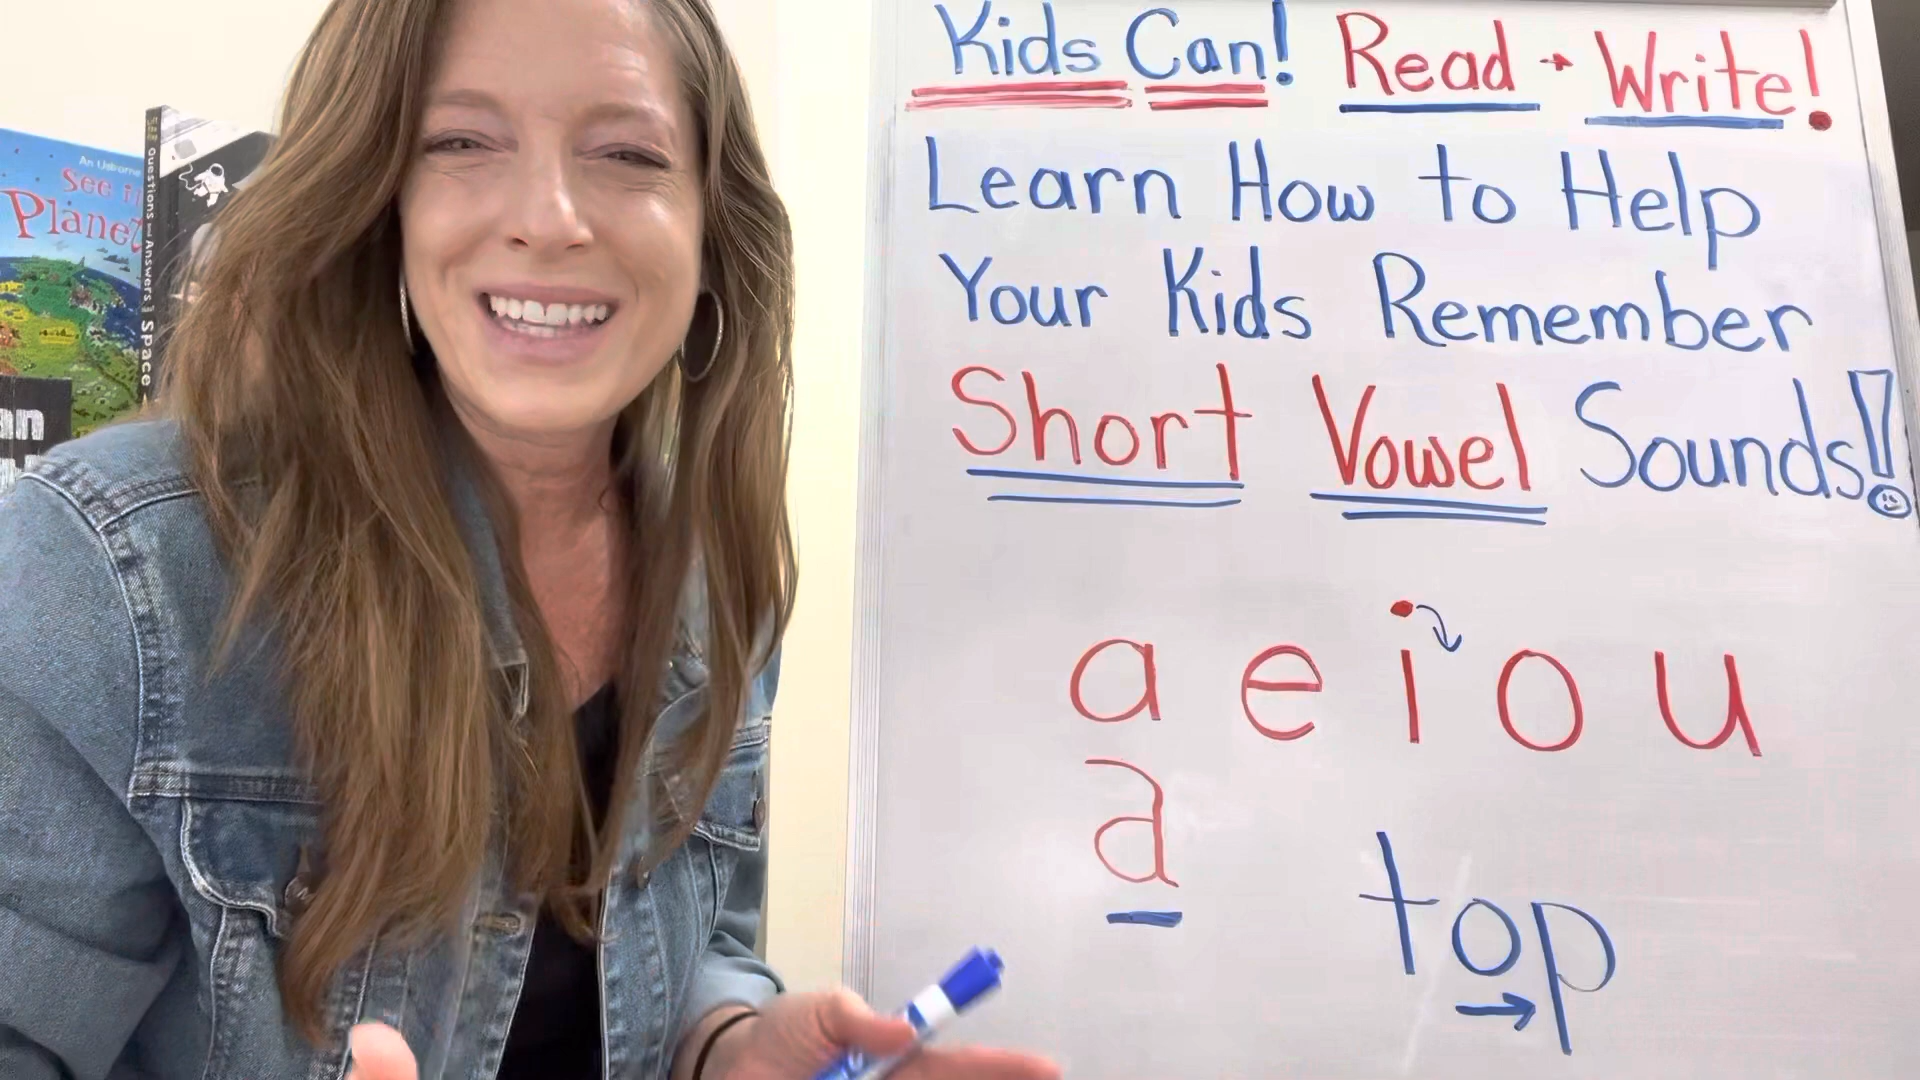 Kids Can! Read → Write!
Learn How to Help
Your Kids Remember
Short Vowel Sounds!
a e i o u
a
top
An Usborne
See
Planet
Questions and Answers
Space